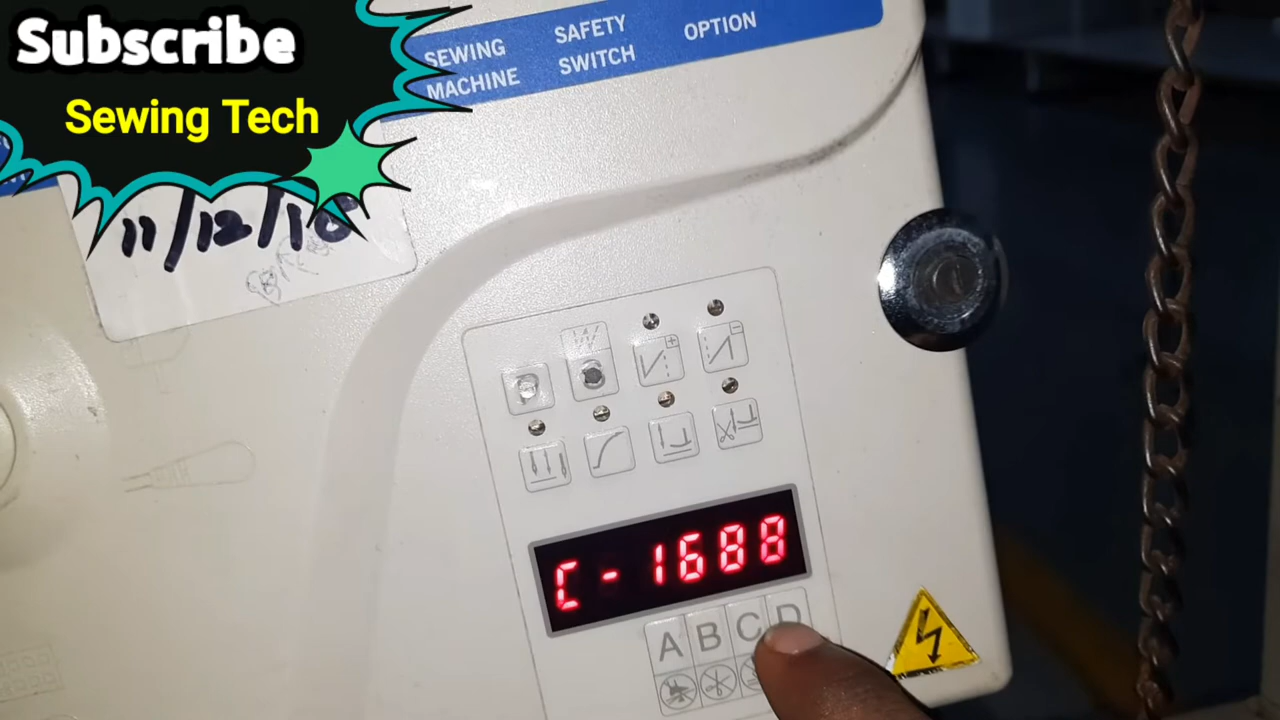 Subscribe
Sewing Tech
SEWING
MACHINE
SAFETY
SWITCH
OPTION
11/12/18
W
+
-
C-1688
A B C D